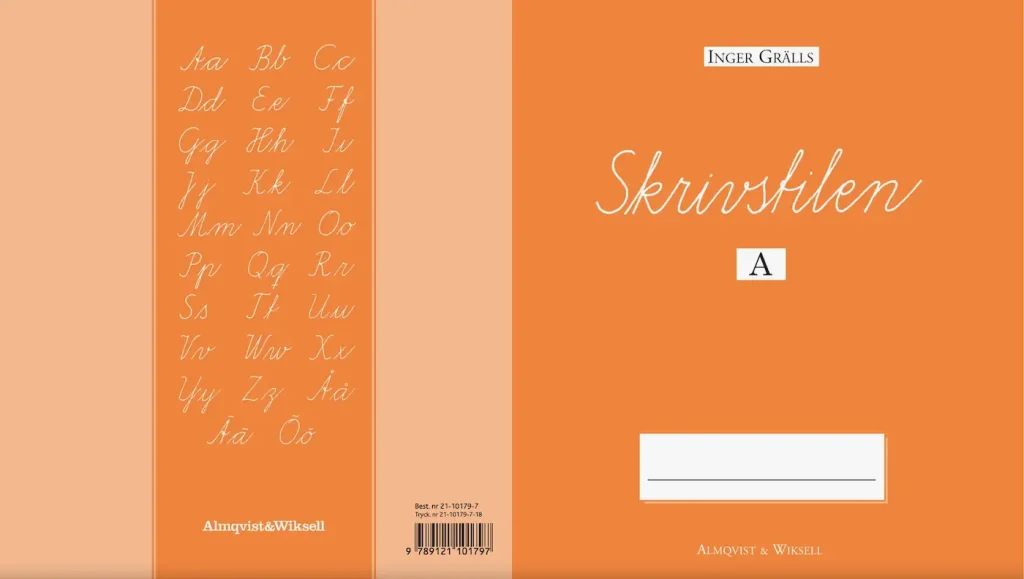 Aa Bb Cc
Dd Ee Ff
Gg Hh Ii
Jj Kk Ll
Mm Nn Oo
Pp Qq Rr
Ss Tt Uu
Vv Ww Xx
Yy Zz Åå
Ää Öö
Almqvist&Wiksell
Best. nr 21-10179-7
Tryck. nr 21-10179-7-18
9 789121 101797
INGER GRÄLLS
Skrivstilen
A
ALMQVIST & WIKSELL